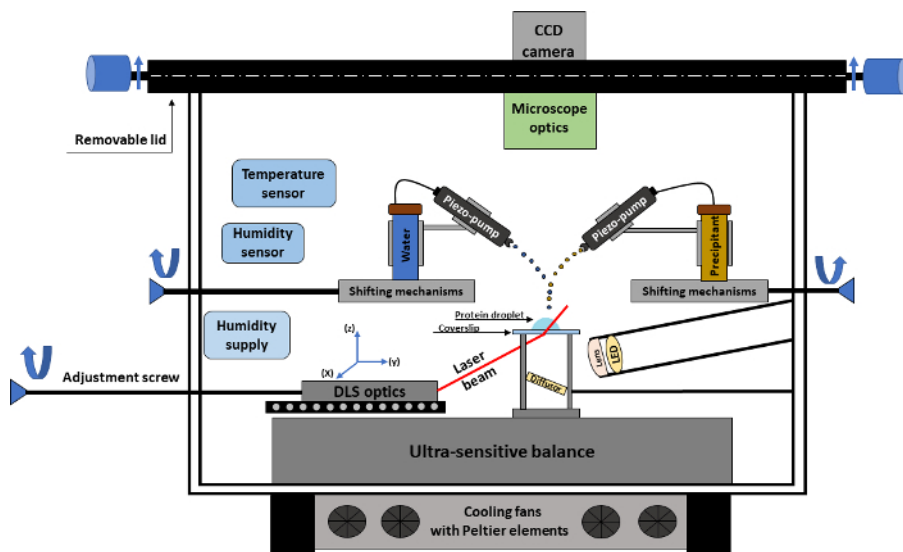 CCD
camera
Microscope
optics
Removable lid
Temperature
sensor
Piezo-pump
Piezo-pump
Humidity
sensor
Water
Precipitant
Shifting mechanisms
Shifting mechanisms
Protein droplet
Coverslip
Humidity
supply
(z)
(y)
(X)
Laser
beam
Lens
LED
Adjustment screw
DLS optics
Diffutor
Ultra-sensitive balance
Cooling fans
with Peltier elements